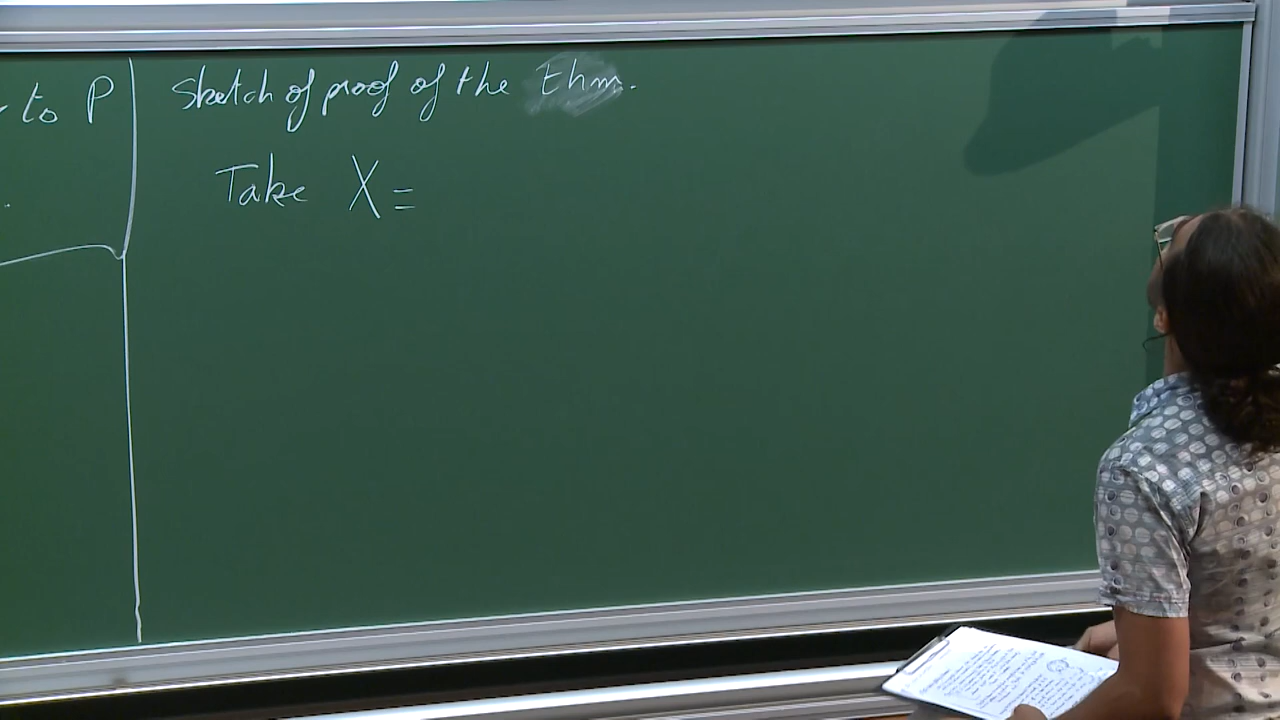 to P
Sketch of proof of the Thm.
Take X =